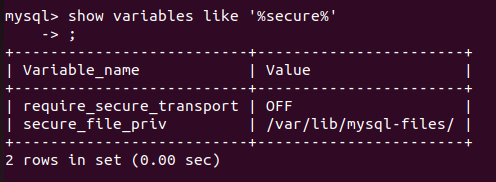 mysql> show variables like '%secure%'
    -> ;
+--------------------------+-----------------------+
| Variable_name            | Value                 |
+--------------------------+-----------------------+
| require_secure_transport | OFF                   |
| secure_file_priv         | /var/lib/mysql-files/ |
+--------------------------+-----------------------+
2 rows in set (0.00 sec)